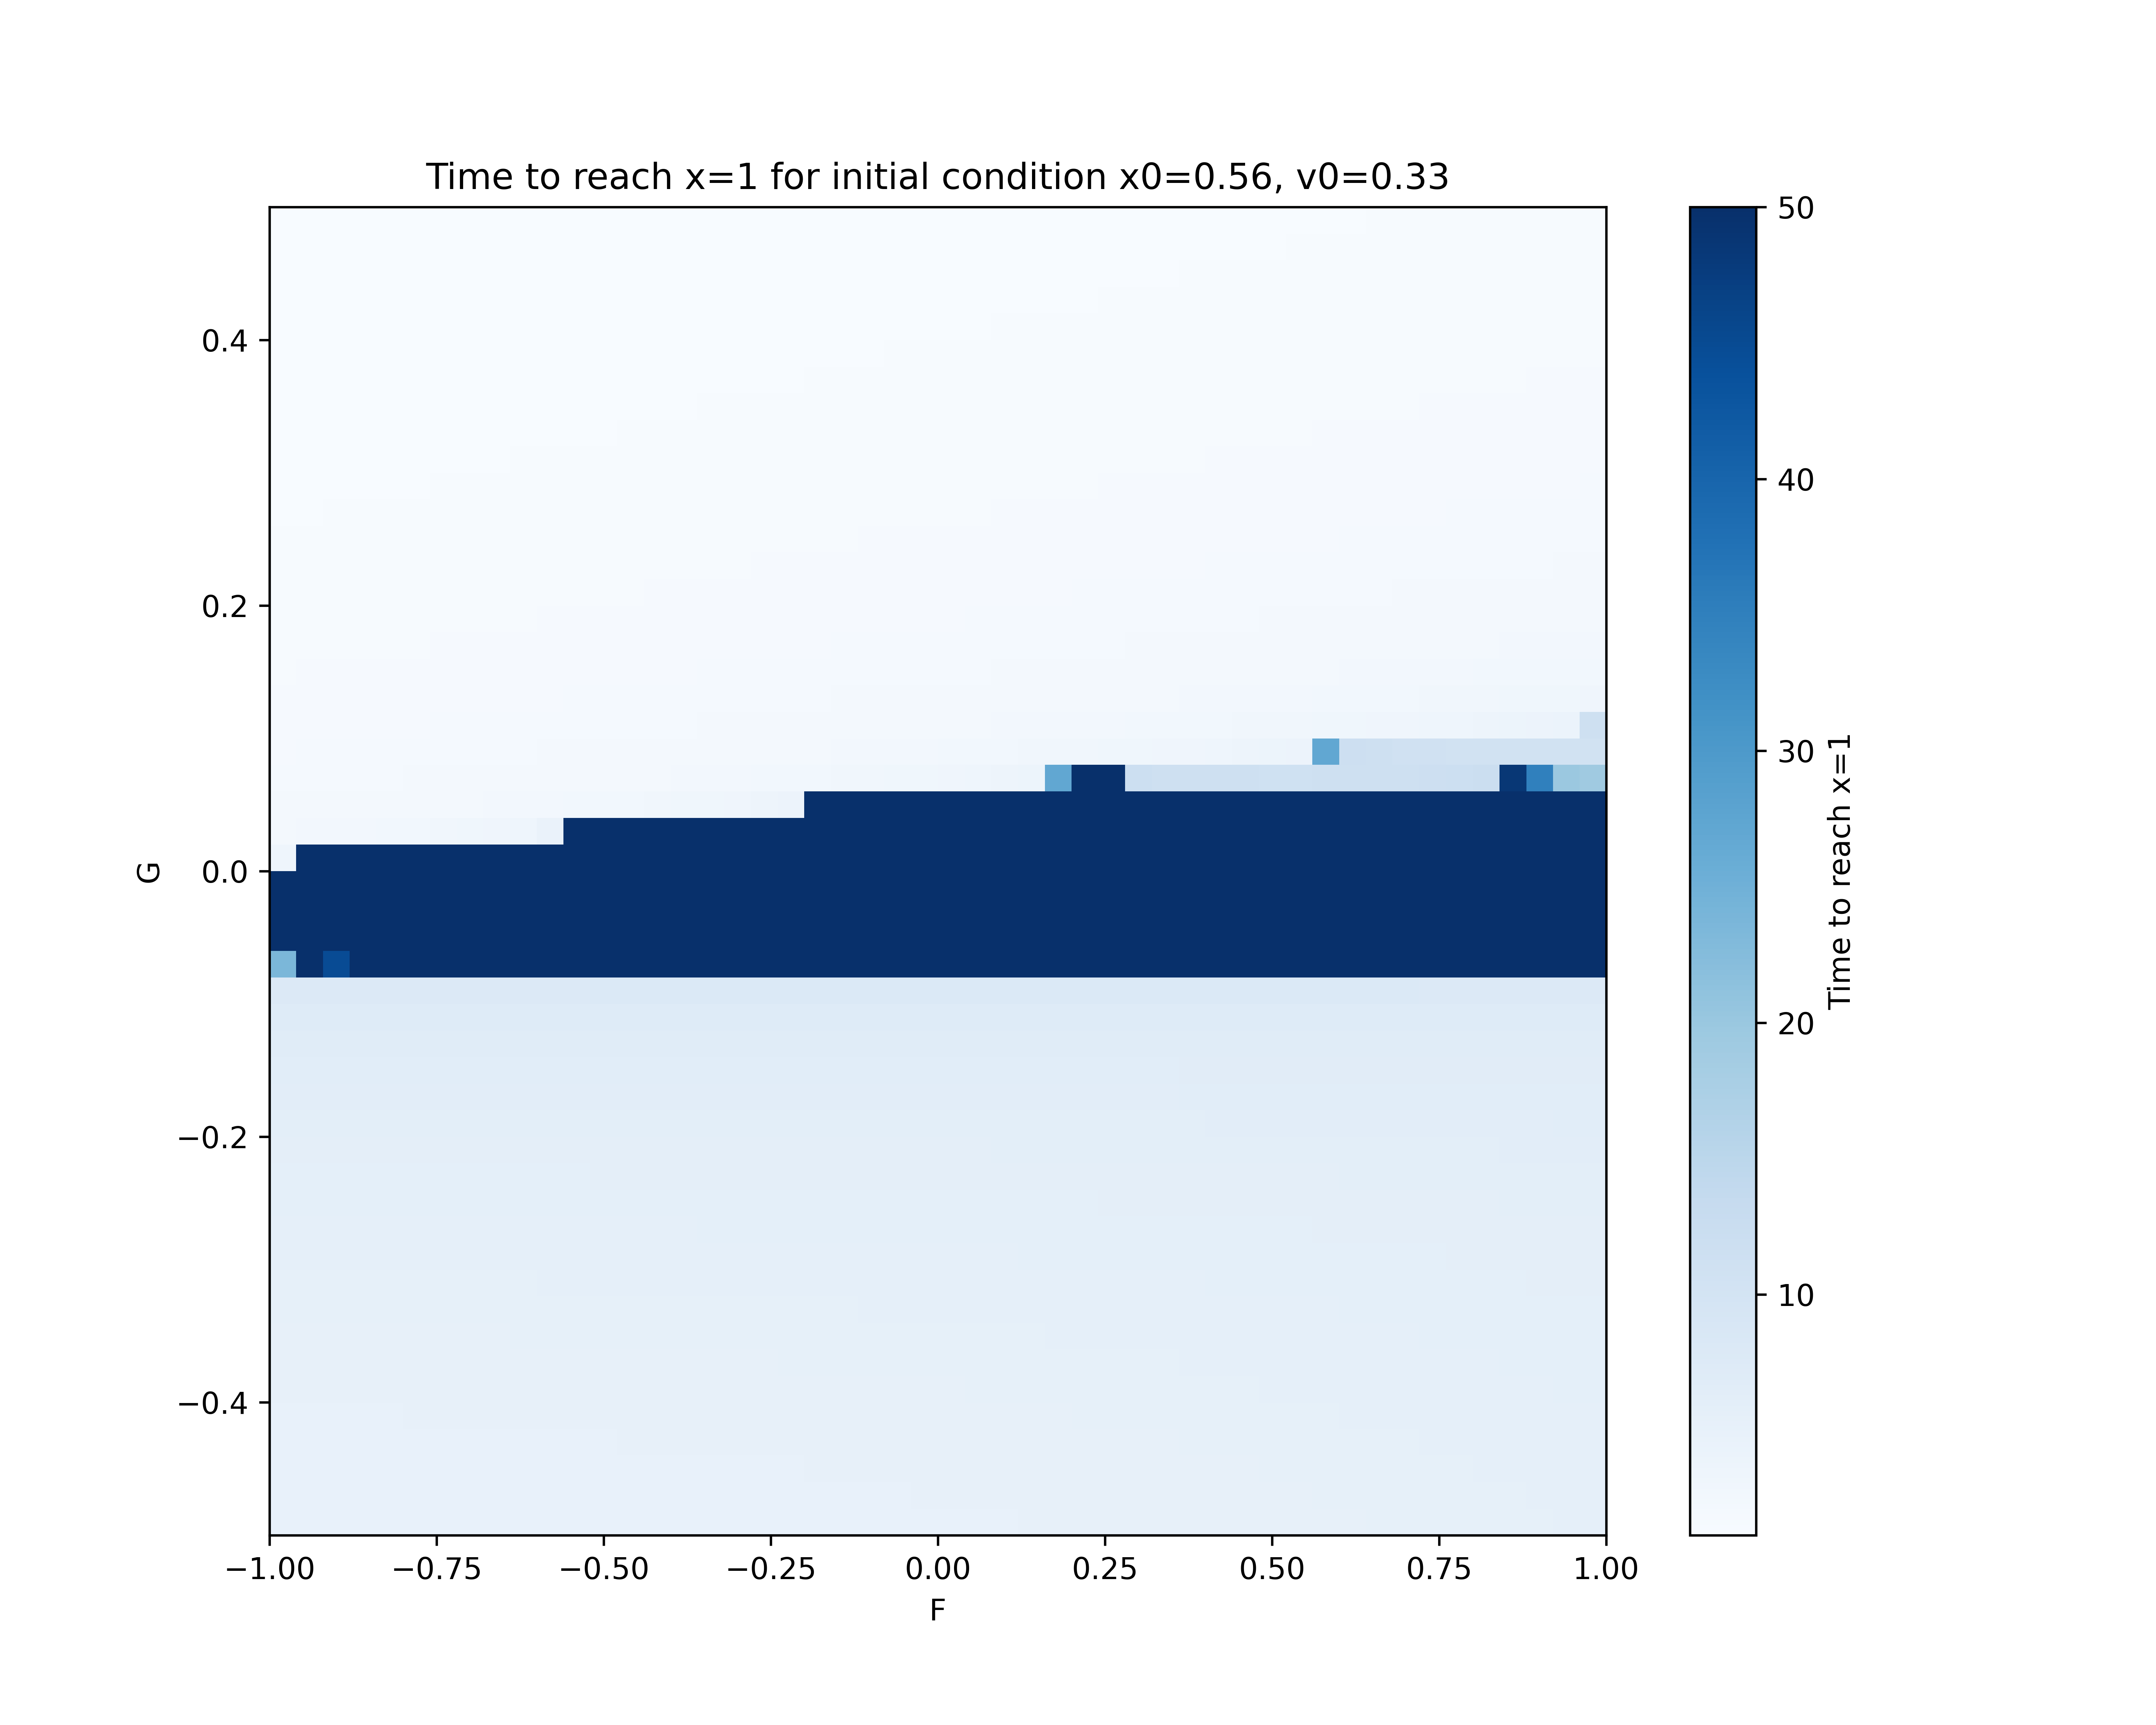 Time to reach x=1 for initial condition x0=0.56, v0=0.33
G
0.4
0.2
0.0
−0.2
−0.4
−1.00 −0.75 −0.50 −0.25 0.00 0.25 0.50 0.75 1.00
F
50
40
30
20
10
Time to reach x=1